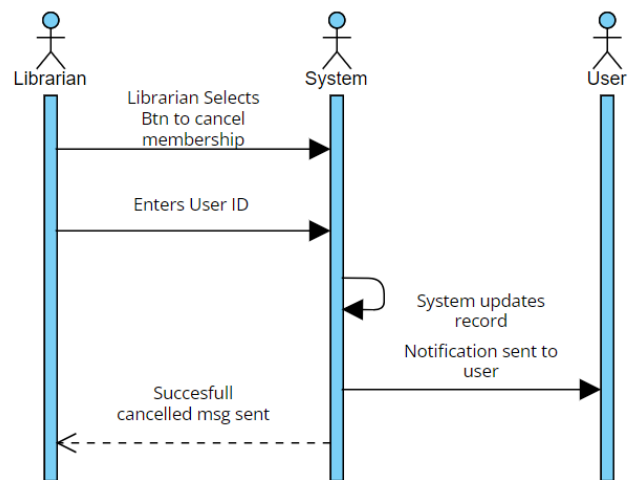 Librarian
System
User
Librarian Selects
Btn to cancel
membership
Enters User ID
System updates
record
Notification sent to
user
Succesfull
cancelled msg sent